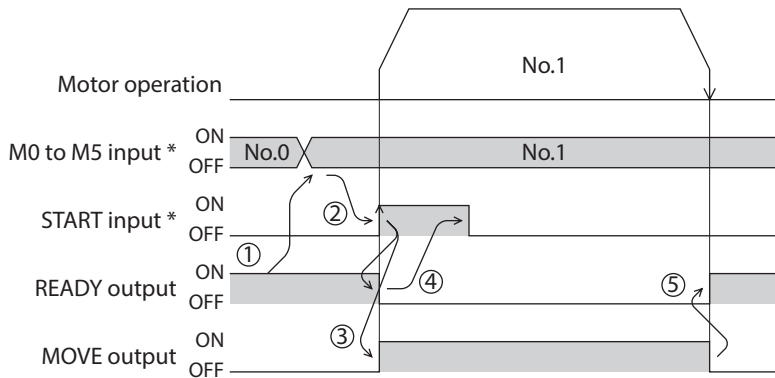 No.1
Motor operation
M0 to M5 input *
ON
OFF
No.0
No.1
START input *
ON
OFF
②
①
READY output
ON
OFF
④
⑤
③
MOVE output
ON
OFF